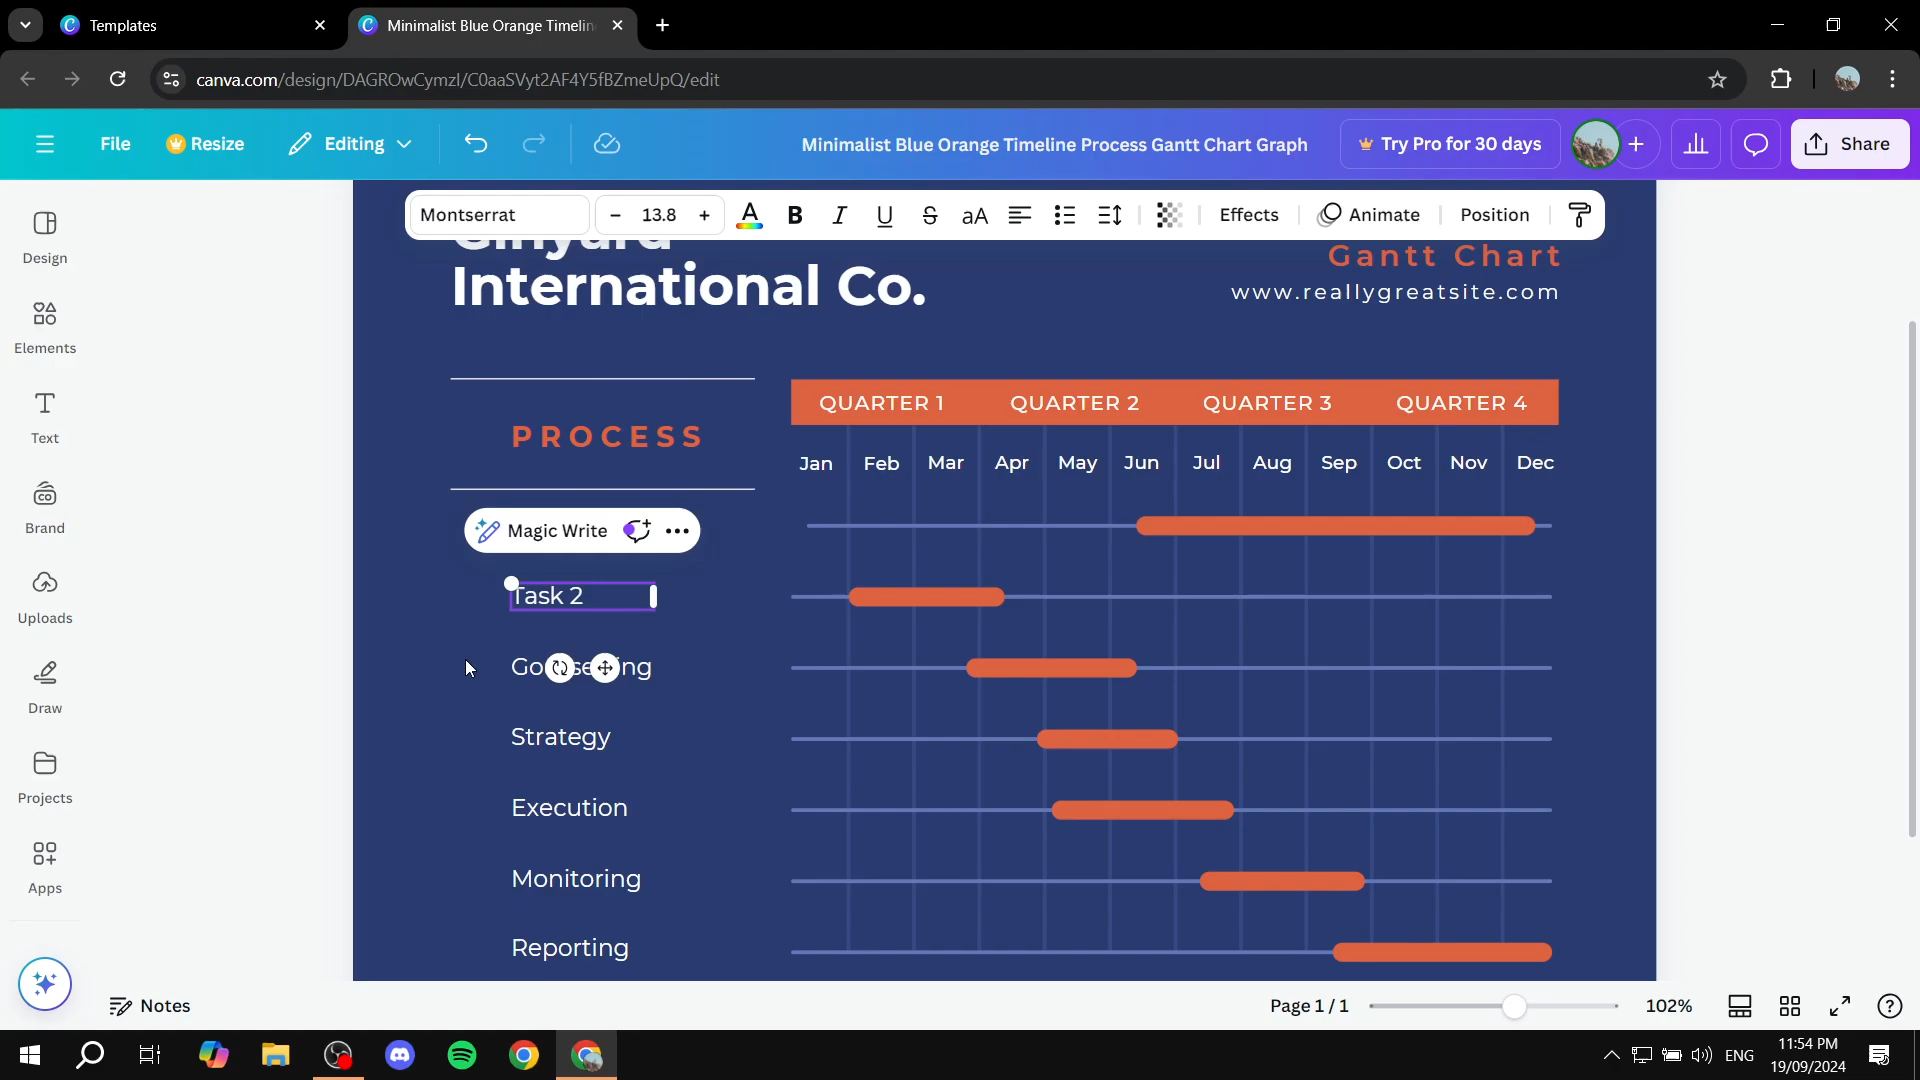 Templates
Minimalist Blue Orange Timelin
canva.com/design/DAGROwCymzI/C0aaSVyt2AF4Y5fBZmeUpQ/edit
File
Resize
Editing
Minimalist Blue Orange Timeline Process Gantt Chart Graph
Try Pro for 30 days
Share
Montserrat
13.8
A
B
I
U
S
aA
Effects
Animate
Position
International Co.
Gantt Chart
www.reallygreatsite.com
Design
Elements
Text
Brand
Uploads
Draw
Projects
Apps
PROCESS
QUARTER 1 QUARTER 2 QUARTER 3 QUARTER 4
Jan Feb Mar Apr May Jun Jul Aug Sep Oct Nov Dec
Magic Write
Task 2
Strategy
Execution
Monitoring
Reporting
Notes
Page 1 / 1
102%
ENG
11:54 PM
19/09/2024